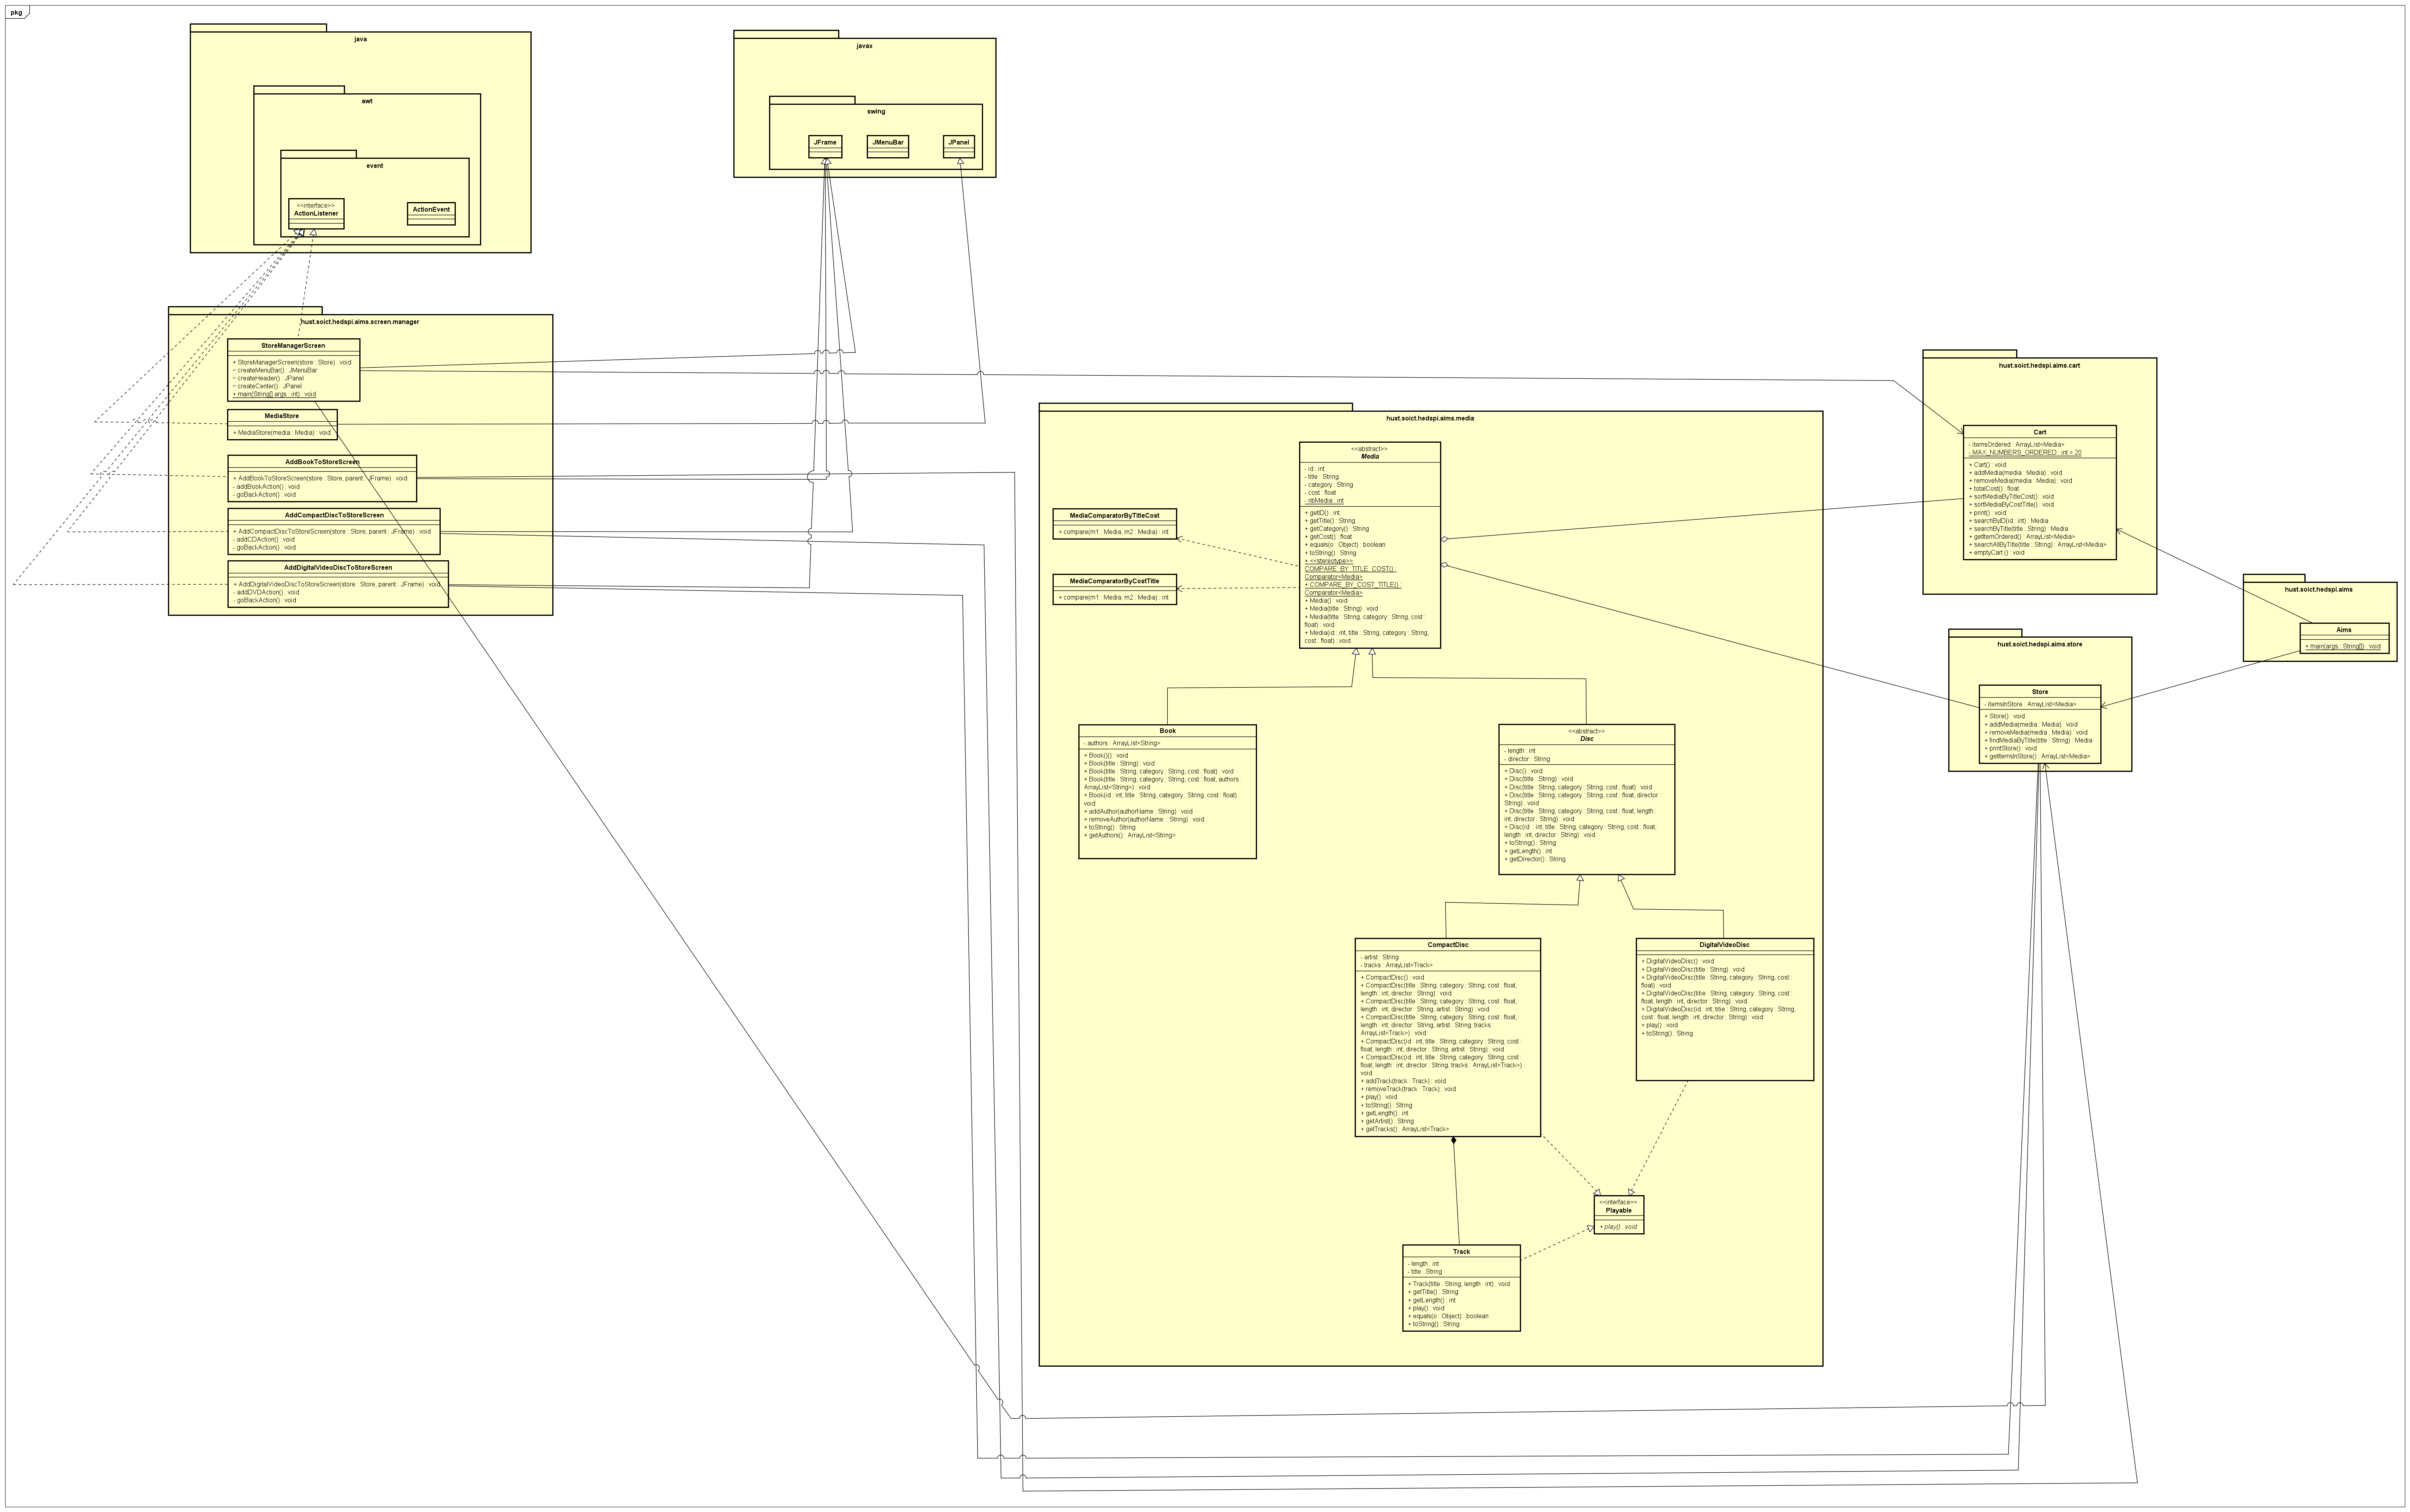 pkg
java
awt
event
<<interface>>
ActionListener
ActionEvent
javax
swing
JFrame
JMenuBar
JPanel
hust.soict.hedspi.aims.screen.manager
StoreManagerScreen
+ StoreManagerScreen(store : Store) : void
~ createMenuBar() : JMenuBar
~ createHeader() : JPanel
~ createCenter() : JPanel
+ main(String[] args : int) : void
MediaStore
+ MediaStore(media : Media) : void
AddBookToStoreScreen
+ AddBookToStoreScreen(store : Store, parent : JFrame) : void
- addBookAction() : void
- goBackAction() : void
AddCompactDiscToStoreScreen
+ AddCompactDiscToStoreScreen(store : Store, parent : JFrame) : void
- addCDAction() : void
- goBackAction() : void
AddDigitalVideoDiscToStoreScreen
+ AddDigitalVideoDiscToStoreScreen(store : Store, parent : JFrame) : void
- addDVDAction() : void
- goBackAction() : void
hust.soict.hedspi.aims.media
<<abstract>>
Media
- id : int
- title : String
- category : String
- cost : float
- nbMedia : int
+ getID() : int
+ getTitle() : String
+ getCategory() : String
+ getCost() : float
+ equals(o : Object) : boolean
+ toString() : String
+ <<stereotype>>
COMPARE_BY_TITLE_COST() :
Comparator<Media>
+ COMPARE_BY_COST_TITLE() :
Comparator<Media>
+ Media() : void
+ Media(title : String) : void
+ Media(title : String, category : String, cost :
float) : void
+ Media(id : int, title : String, category : String,
cost : float) : void
MediaComparatorByTitleCost
+ compare(m1 : Media, m2 : Media) : int
MediaComparatorByCostTitle
+ compare(m1 : Media, m2 : Media) : int
Book
- authors : ArrayList<String>
+ Book()() : void
+ Book(title : String) : void
+ Book(title : String, category : String, cost : float) : void
+ Book(title : String, category : String, cost : float, authors :
ArrayList<String>) : void
+ Book(id : int, title : String, category : String, cost : float) :
void
+ addAuthor(authorName : String) : void
+ removeAuthor(authorName : String) : void
+ toString() : String
+ getAuthors() : ArrayList<String>
<<abstract>>
Disc
- length : int
- director : String
+ Disc() : void
+ Disc(title : String) : void
+ Disc(title : String, category : String, cost : float) : void
+ Disc(title : String, category : String, cost : float, director :
String) : void
+ Disc(title : String, category : String, cost : float, length :
int, director : String) : void
+ Disc(id : int, title : String, category : String, cost : float,
length : int, director : String) : void
+ toString() : String
+ getLength() : int
+ getDirector() : String
CompactDisc
- artist : String
- tracks : ArrayList<Track>
+ CompactDisc() : void
+ CompactDisc(title : String, category : String, cost : float,
length : int, director : String) : void
+ CompactDisc(title : String, category : String, cost : float,
length : int, director : String, artist : String) : void
+ CompactDisc(title : String, category : String, cost : float,
length : int, director : String, artist : String, tracks :
ArrayList<Track>) : void
+ CompactDisc(id : int, title : String, category : String, cost :
float, length : int, director : String, artist : String) : void
+ CompactDisc(id : int, title : String, category : String, cost :
float, length : int, director : String, tracks : ArrayList<Track>) :
void
+ addTrack(track : Track) : void
+ removeTrack(track : Track) : void
+ play() : void
+ toString() : String
+ getLength() : int
+ getArtist() : String
+ getTracks() : ArrayList<Track>
DigitalVideoDisc
+ DigitalVideoDisc() : void
+ DigitalVideoDisc(title : String) : void
+ DigitalVideoDisc(title : String, category : String, cost :
float) : void
+ DigitalVideoDisc(title : String, category : String, cost :
float, length : int, director : String) : void
+ DigitalVideoDisc(id : int, title : String, category : String,
cost : float, length : int, director : String) : void
+ play() : void
+ toString() : String
<<interface>>
Playable
+ play() : void
Track
- length : int
- title : String
+ Track(title : String, length : int) : void
+ getTitle() : String
+ getLength() : int
+ play() : void
+ equals(o : Object) : boolean
+ toString() : String
hust.soict.hedspi.aims.cart
Cart
- itemsOrdered : ArrayList<Media>
- MAX_NUMBERS_ORDERED : int = 20
+ Cart() : void
+ addMedia(media : Media) : void
+ removeMedia(media : Media) : void
+ totalCost() : float
+ sortMediaByTitleCost() : void
+ sortMediaByCostTitle() : void
+ print() : void
+ searchByID(id : int) : Media
+ searchByTitle(title : String) : Media
+ getItemOrdered() : ArrayList<Media>
+ searchAllByTitle(title : String) : ArrayList<Media>
+ emptyCart () : void
hust.soict.hedspi.aims
Aims
+ main(args : String[]) : void
hust.soict.hedspi.aims.store
Store
- itemsInStore : ArrayList<Media>
+ Store() : void
+ addMedia(media : Media) : void
+ removeMedia(media : Media) : void
+ findMediaByTitle(title : String) : Media
+ printStore() : void
+ getItemsInStore() : ArrayList<Media>